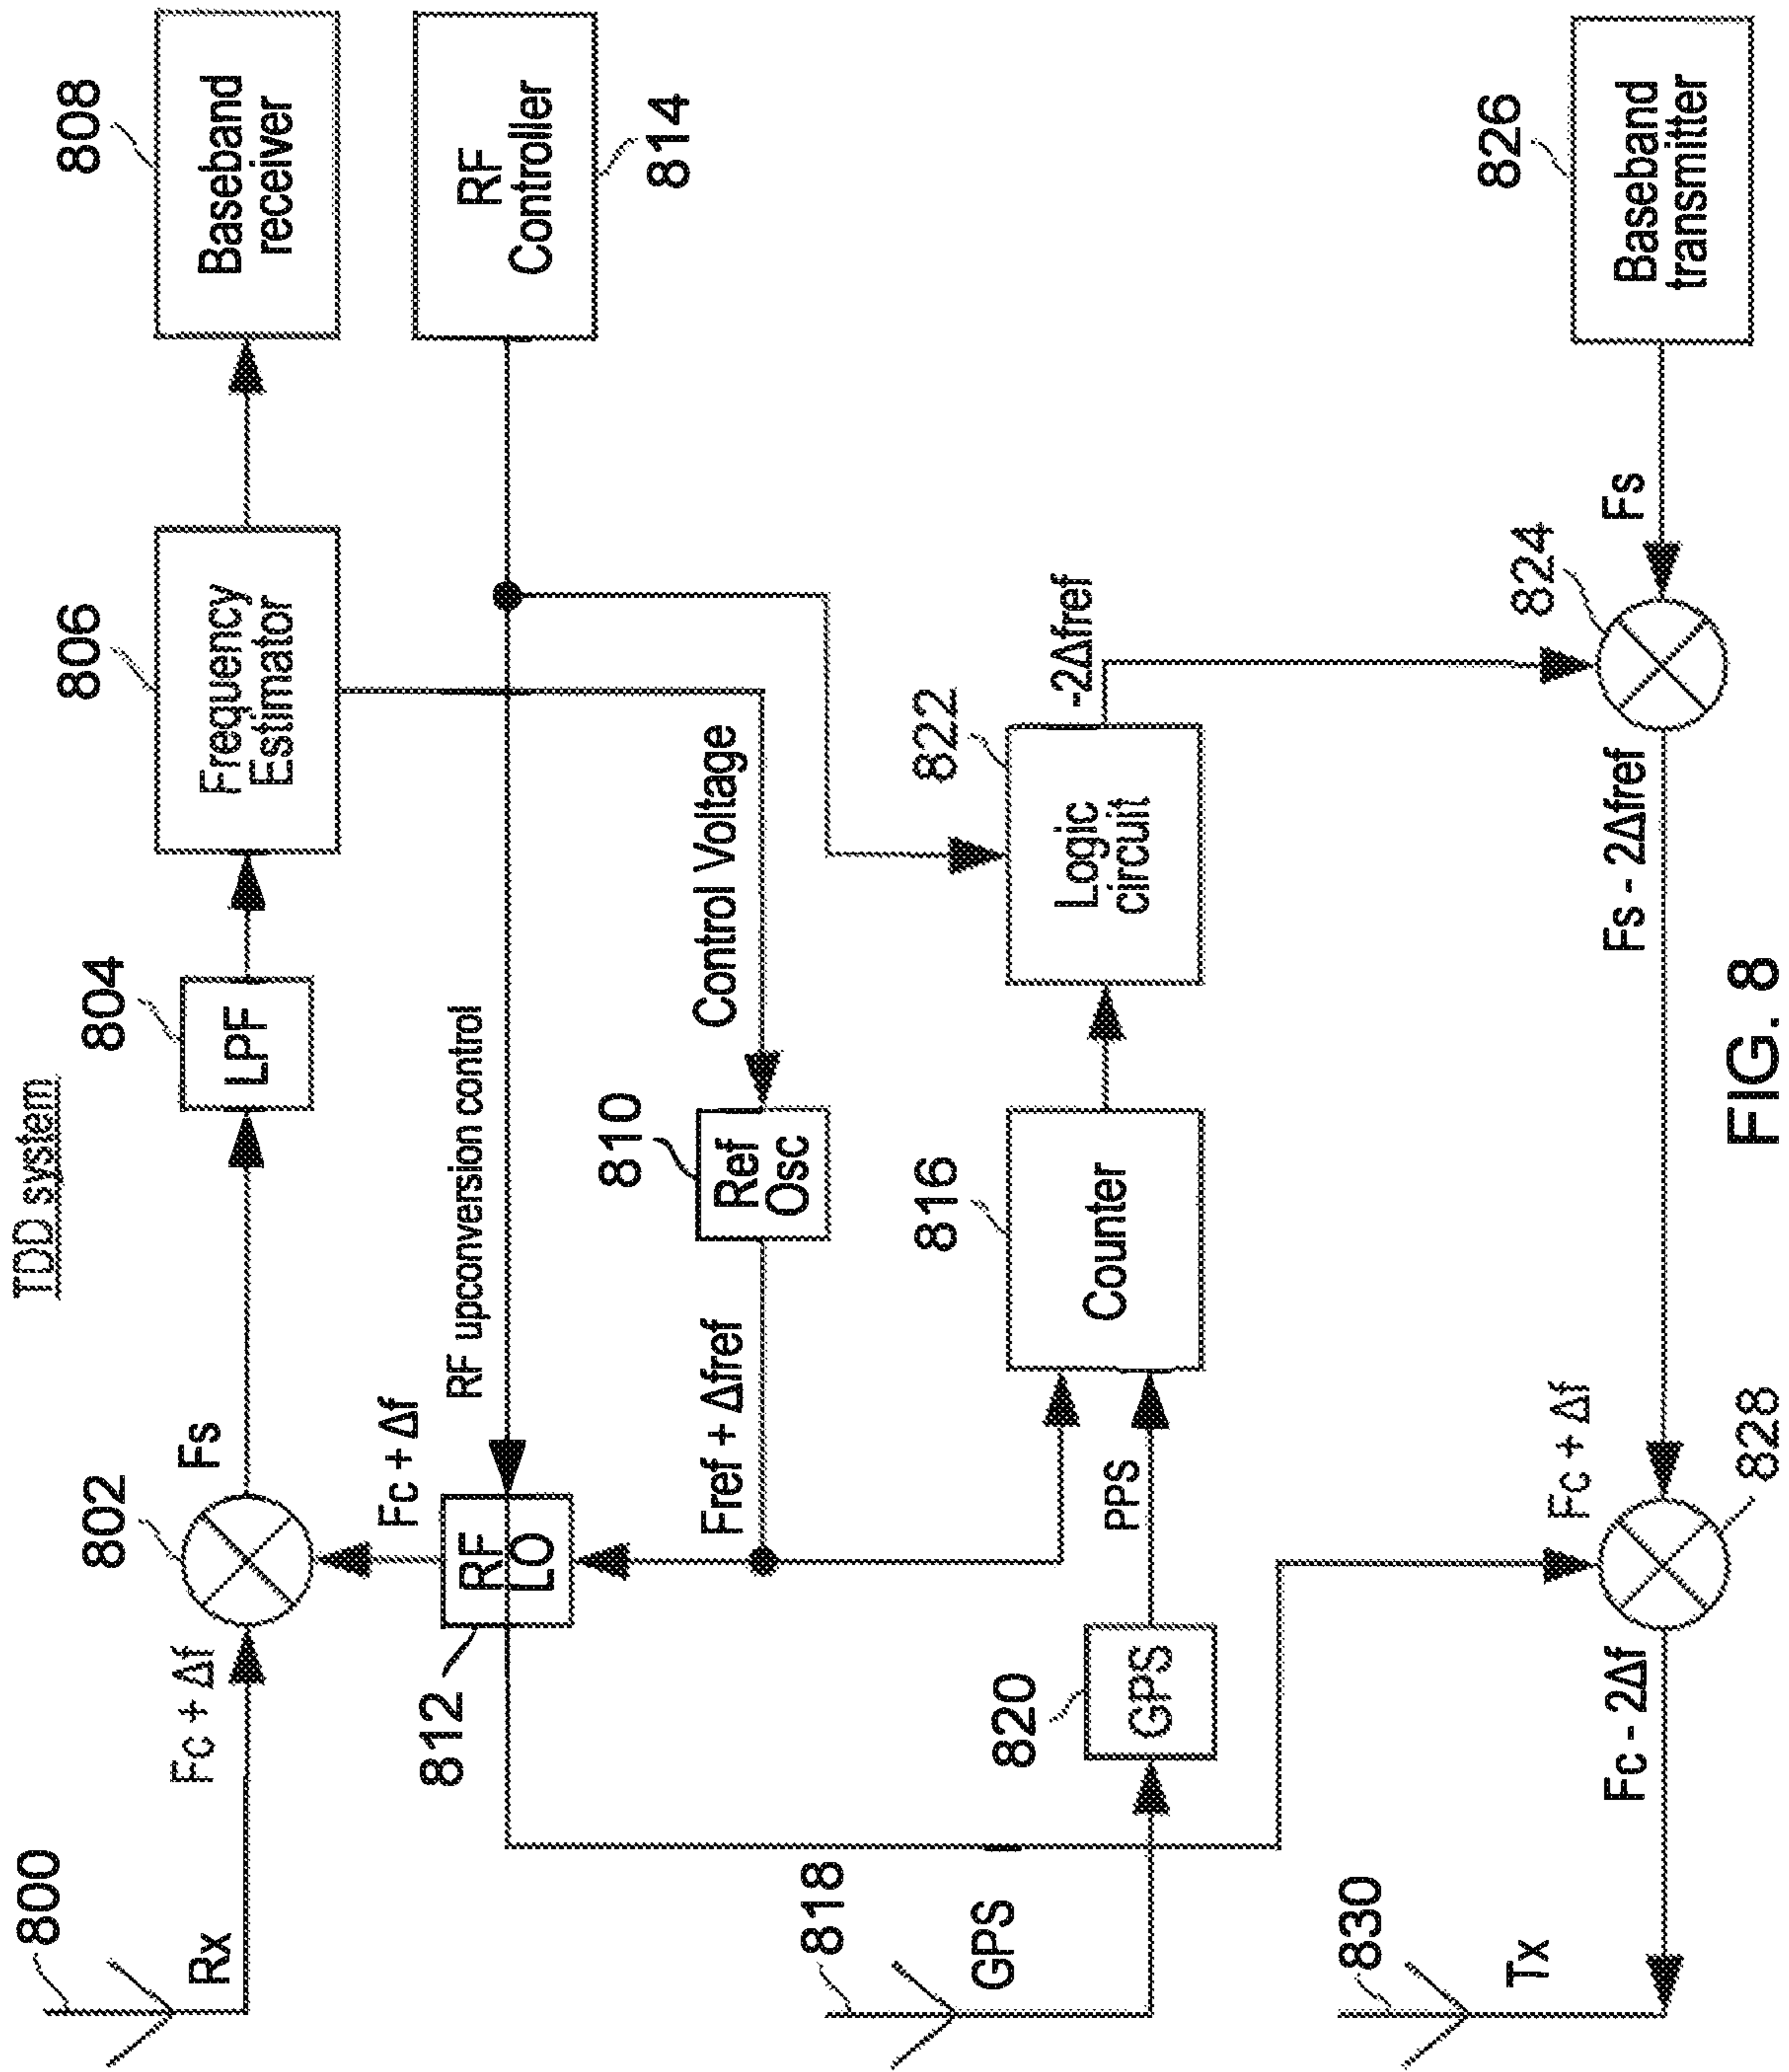 TDD system
800
Rx
Fc + Δf
802
Fs
804
LPF
806
Frequency
Estimator
808
Baseband
receiver
812
RF
LO
Fc + Δf
RF upconversion control
RF
Controller
814
Fref + Δfref
810
Ref
Osc
Control Voltage
818
GPS
820
GPS
PPS
816
Counter
822
Logic
circuit
-2Δfref
830
Tx
Fc - 2Δf
828
Fc + Δf
Fs - 2Δfref
824
Fs
826
Baseband
transmitter
FIG. 8